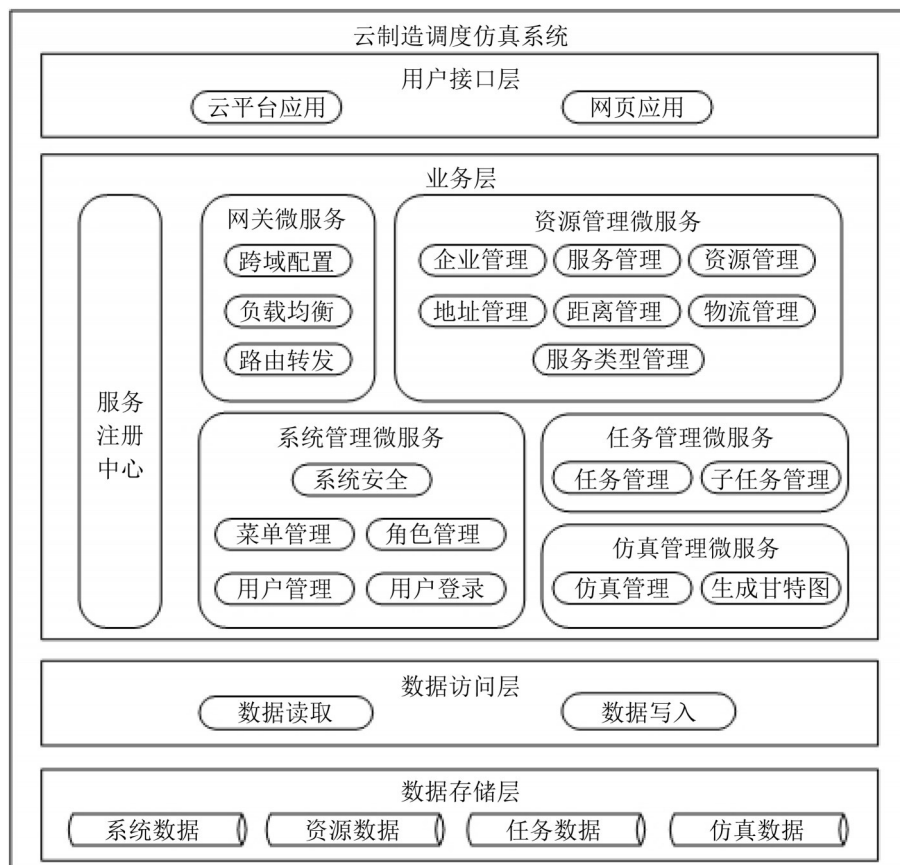 云制造调度仿真系统
用户接口层
云平台应用
网页应用
业务层
服务
注册
中心
网关微服务
跨域配置
负载均衡
路由转发
资源管理微服务
企业管理
服务管理
资源管理
地址管理
距离管理
物流管理
服务类型管理
系统管理微服务
系统安全
菜单管理
角色管理
用户管理
用户登录
任务管理微服务
任务管理
子任务管理
仿真管理微服务
仿真管理
生成甘特图
数据访问层
数据读取
数据写入
数据存储层
系统数据
资源数据
任务数据
仿真数据